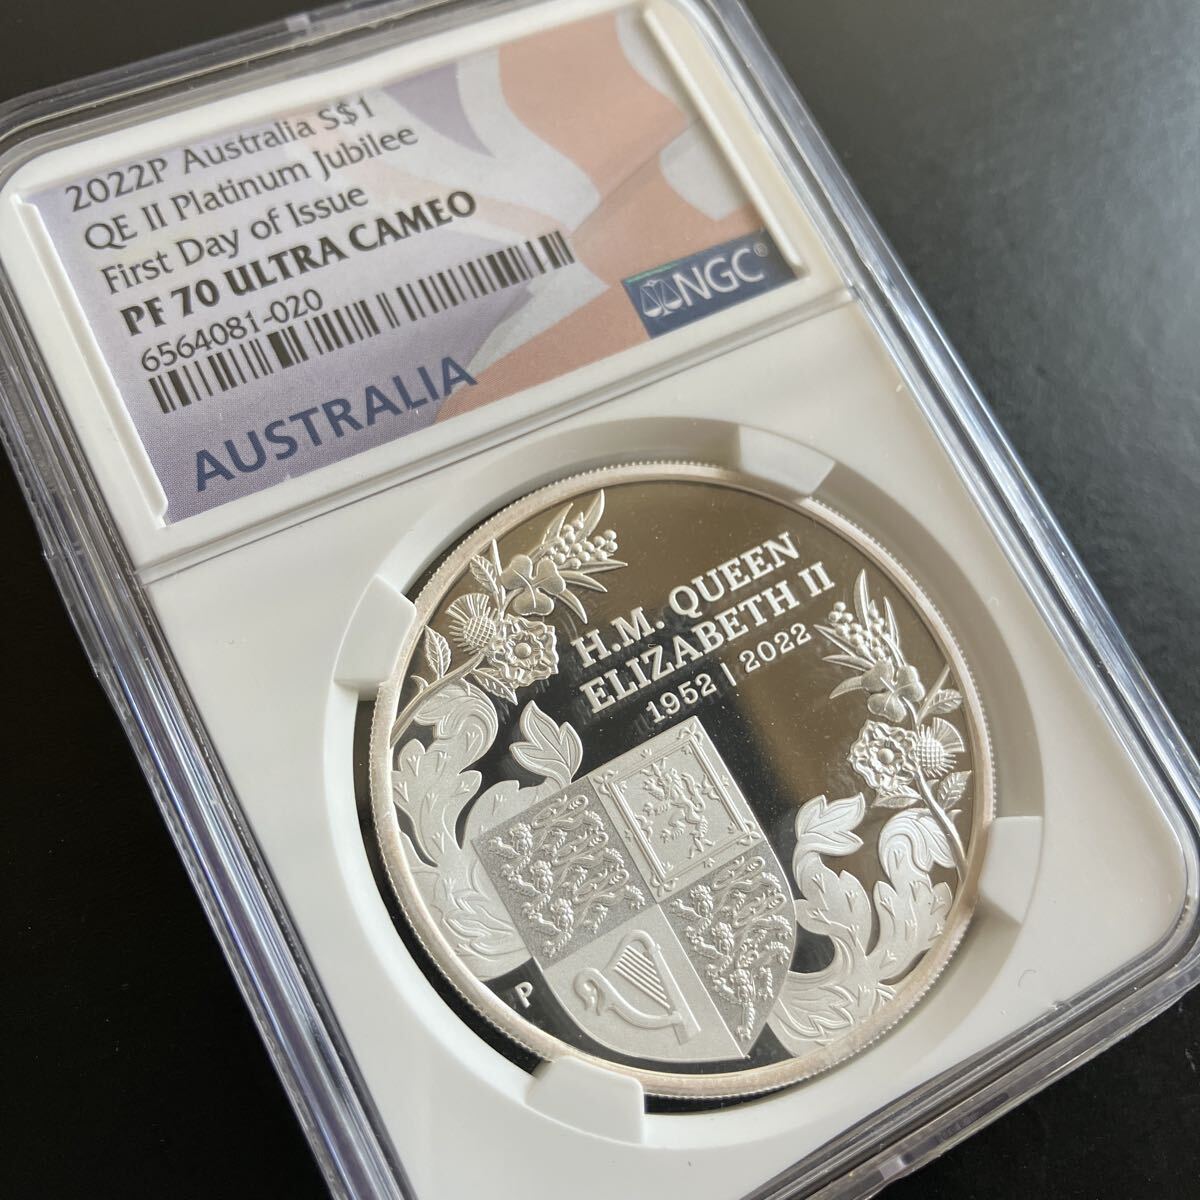 2022P Australia S$1
QE II Platinum Jubilee
First Day of Issue
PF 70 ULTRA CAMEO
6564081-020
NGC®
AUSTRALIA
H.M. QUEEN
ELIZABETH II
1952 | 2022
P